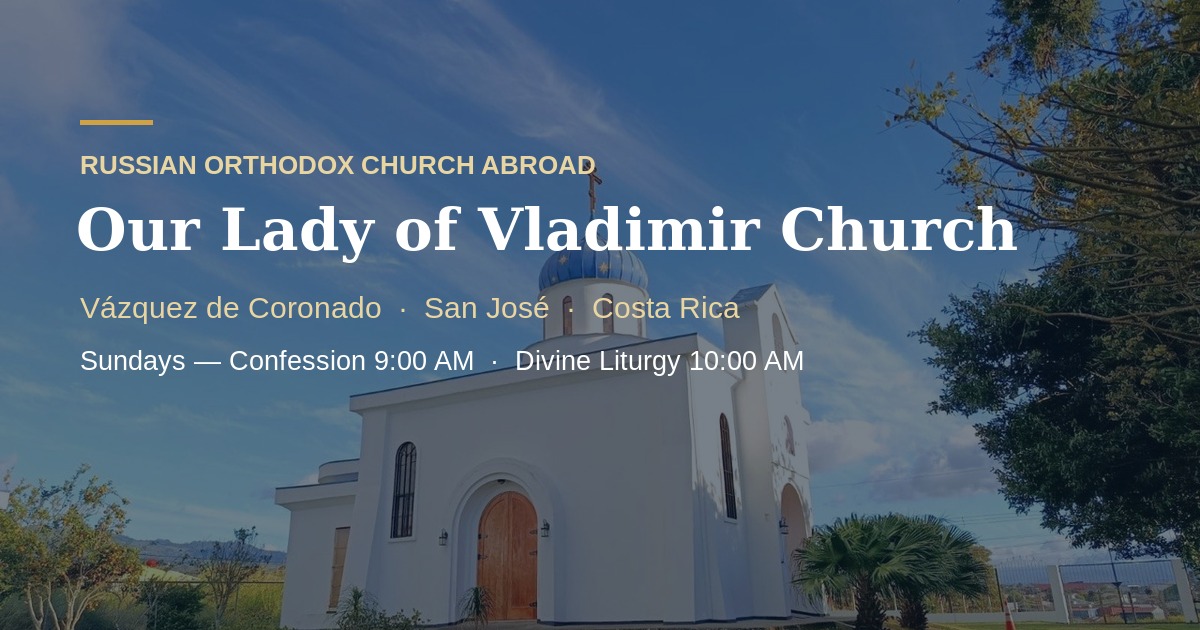 RUSSIAN ORTHODOX CHURCH ABROAD
Our Lady of Vladimir Church
Vázquez de Coronado · San José · Costa Rica
Sundays — Confession 9:00 AM · Divine Liturgy 10:00 AM